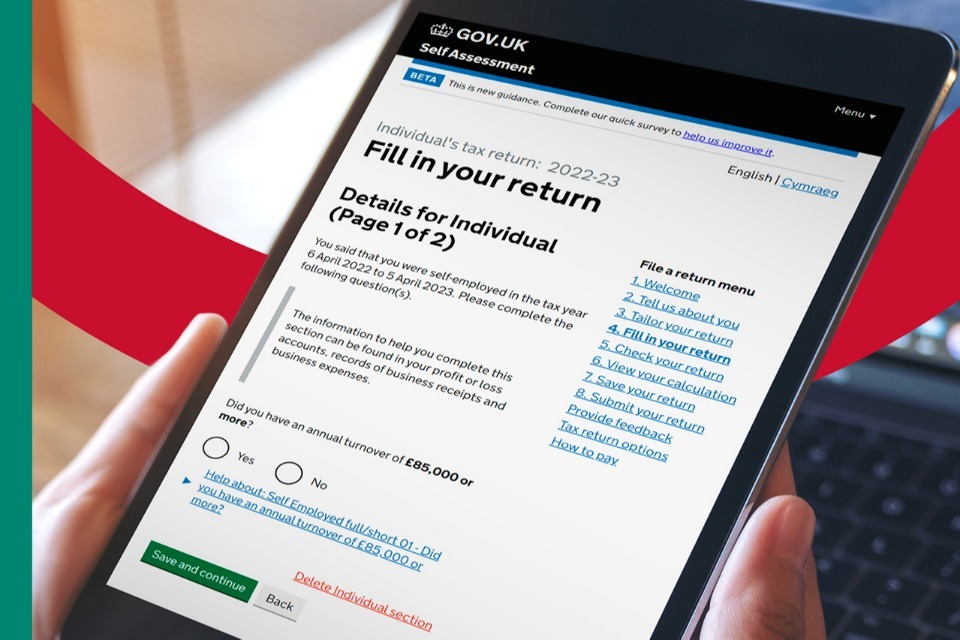 GOV.UK
Self Assessment
Menu ▼
BETA This is new guidance. Complete our quick survey to help us improve it.
English | Cymraeg
Individual's tax return: 2022-23
Fill in your return
Details for Individual
(Page 1 of 2)
You said that you were self-employed in the tax year
6 April 2022 to 5 April 2023. Please complete the
following question(s).
The information to help you complete this
section can be found in your profit or loss
accounts, records of business receipts and
business expenses.
Did you have an annual turnover of £85,000 or
more?
Yes
No
Help about: Self Employed full/short 01 - Did
you have an annual turnover of £85,000 or
more?
Save and continue
Back
Delete Individual section
File a return menu
1. Welcome
2. Tell us about you
3. Tailor your return
4. Fill in your return
5. Check your return
6. View your calculation
7. Save your return
8. Submit your return
Provide feedback
Tax return options
How to pay